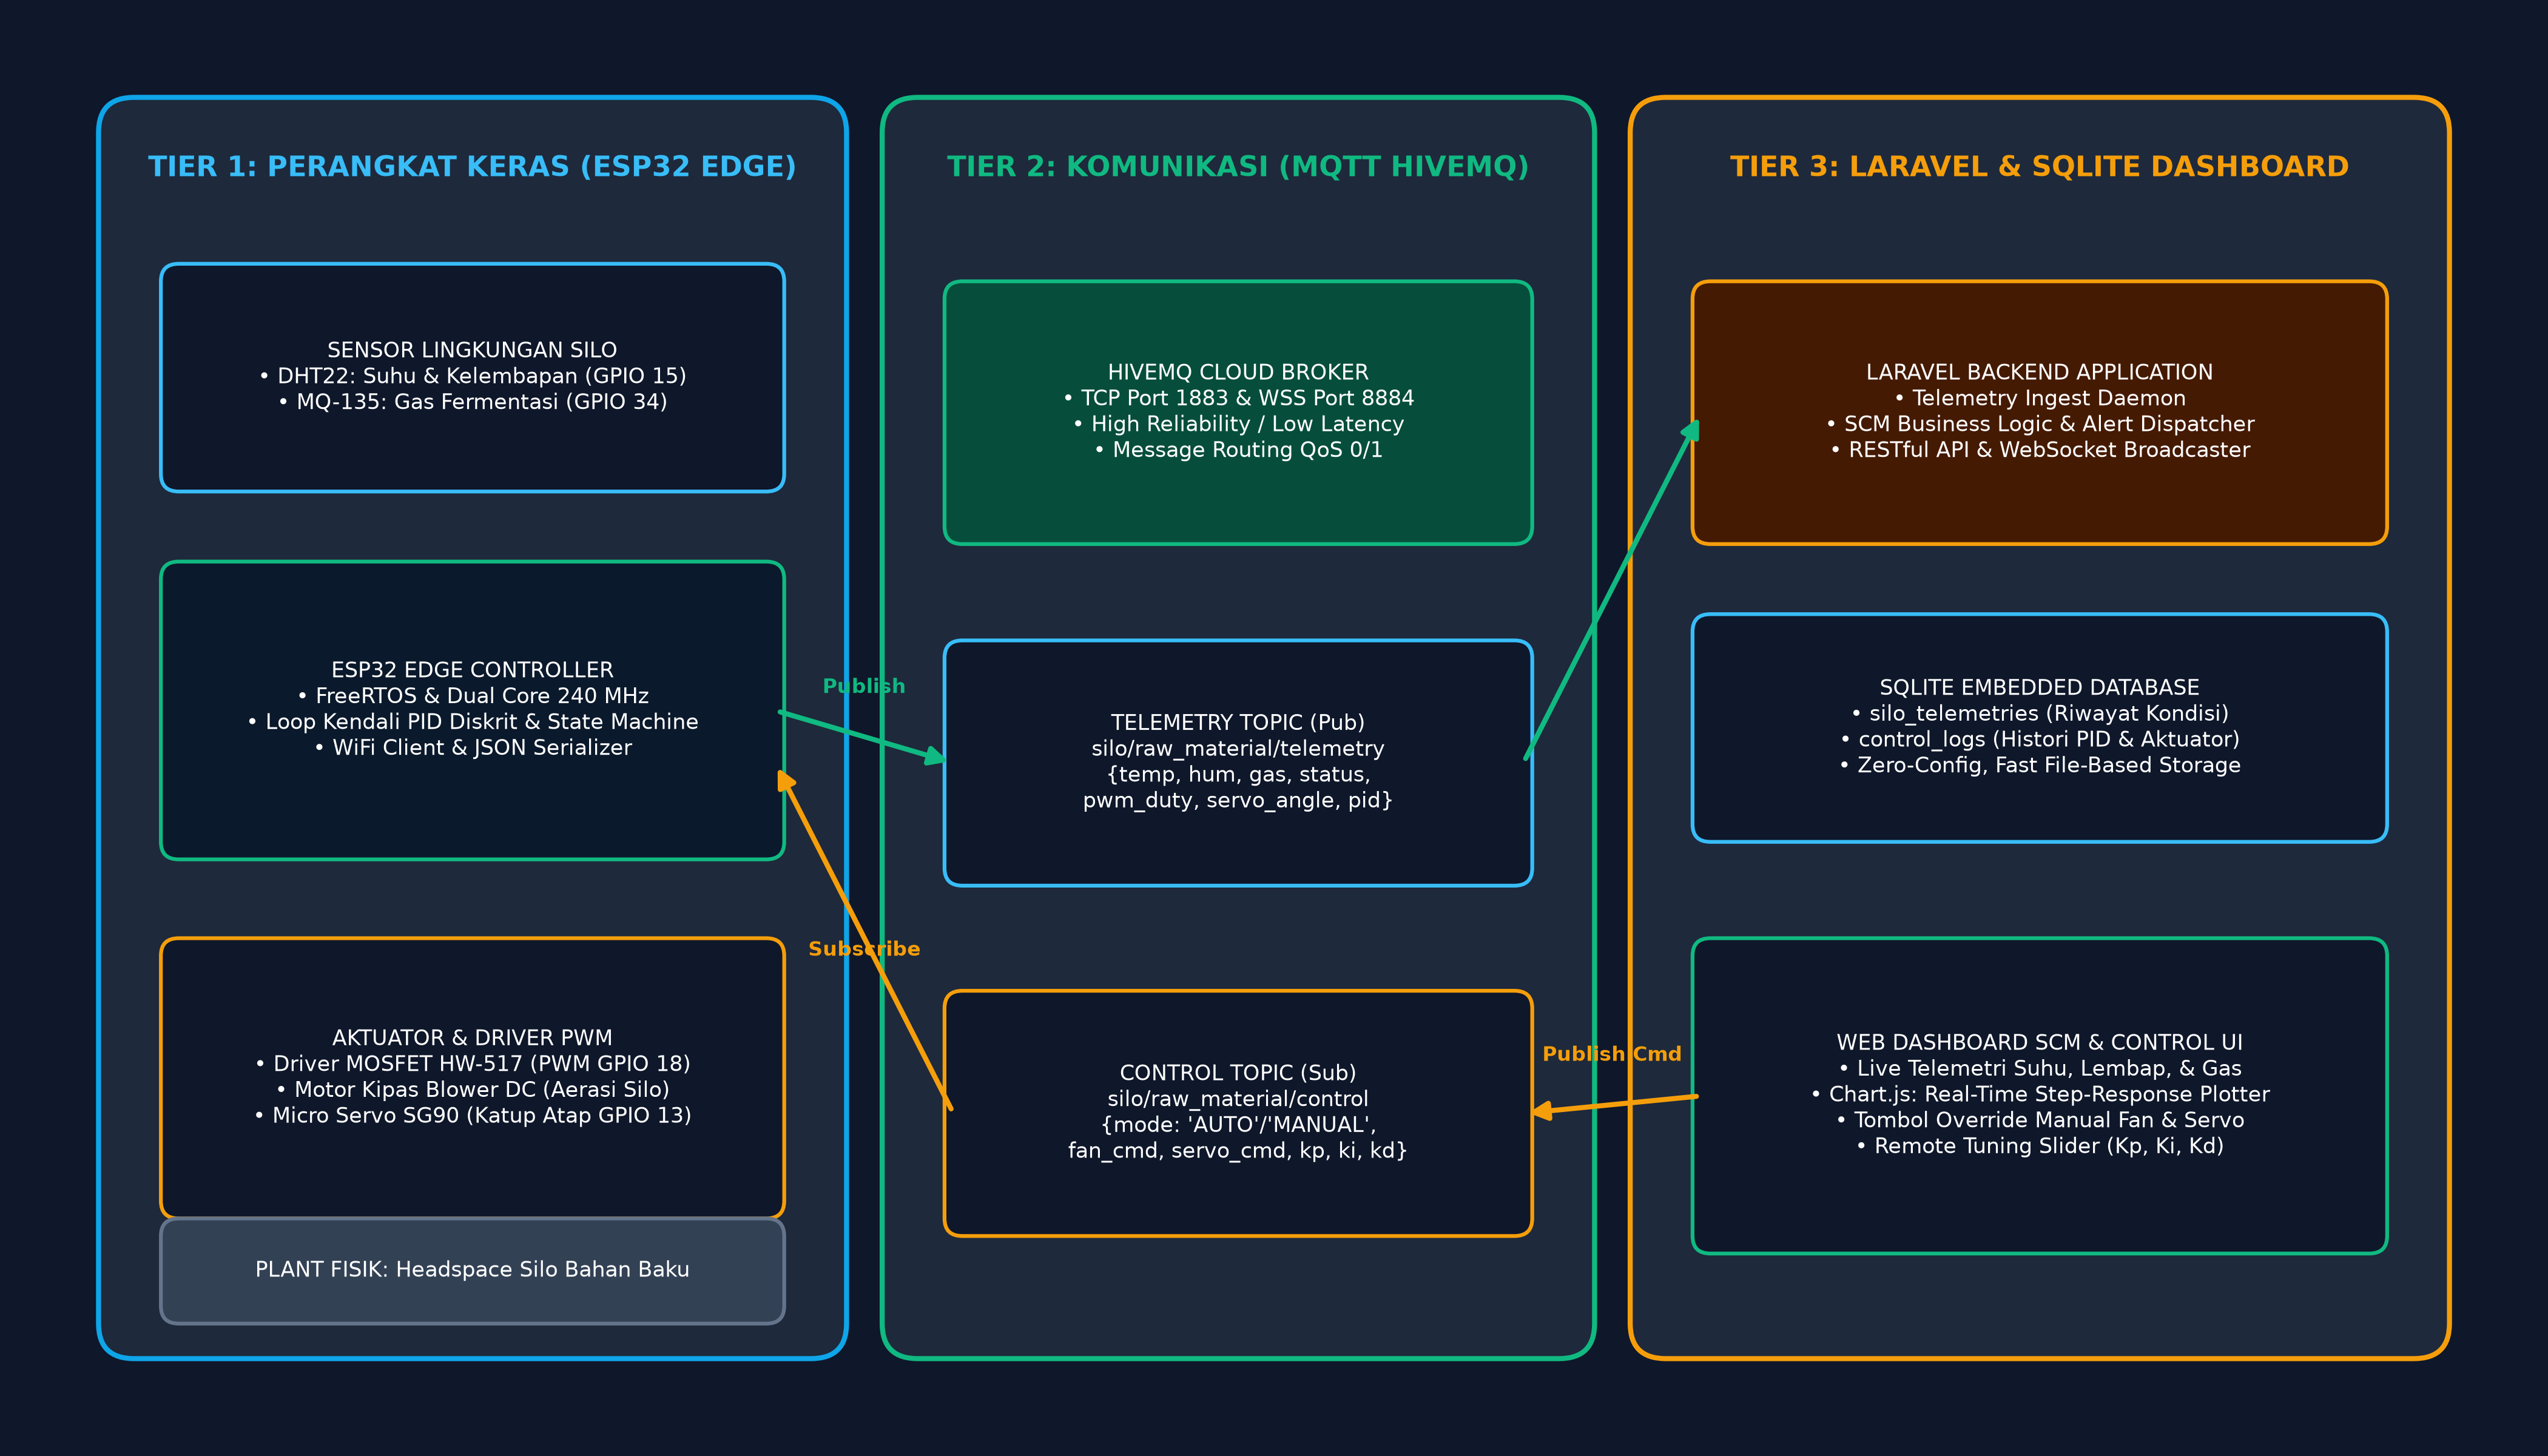 TIER 1: PERANGKAT KERAS (ESP32 EDGE)
SENSOR LINGKUNGAN SILO
• DHT22: Suhu & Kelembapan (GPIO 15)
• MQ-135: Gas Fermentasi (GPIO 34)
ESP32 EDGE CONTROLLER
• FreeRTOS & Dual Core 240 MHz
• Loop Kendali PID Diskrit & State Machine
• WiFi Client & JSON Serializer
AKTUATOR & DRIVER PWM
• Driver MOSFET HW-517 (PWM GPIO 18)
• Motor Kipas Blower DC (Aerasi Silo)
• Micro Servo SG90 (Katup Atap GPIO 13)
PLANT FISIK: Headspace Silo Bahan Baku
Publish
Subscribe
TIER 2: KOMUNIKASI (MQTT HIVEMQ)
HIVEMQ CLOUD BROKER
• TCP Port 1883 & WSS Port 8884
• High Reliability / Low Latency
• Message Routing QoS 0/1
TELEMETRY TOPIC (Pub)
silo/raw_material/telemetry
{temp, hum, gas, status,
pwm_duty, servo_angle, pid}
CONTROL TOPIC (Sub)
silo/raw_material/control
{mode: 'AUTO'/'MANUAL',
fan_cmd, servo_cmd, kp, ki, kd}
Publish Cmd
TIER 3: LARAVEL & SQLITE DASHBOARD
LARAVEL BACKEND APPLICATION
• Telemetry Ingest Daemon
• SCM Business Logic & Alert Dispatcher
• RESTful API & WebSocket Broadcaster
SQLITE EMBEDDED DATABASE
• silo_telemetries (Riwayat Kondisi)
• control_logs (Histori PID & Aktuator)
• Zero-Config, Fast File-Based Storage
WEB DASHBOARD SCM & CONTROL UI
• Live Telemetri Suhu, Lembap, & Gas
• Chart.js: Real-Time Step-Response Plotter
• Tombol Override Manual Fan & Servo
• Remote Tuning Slider (Kp, Ki, Kd)